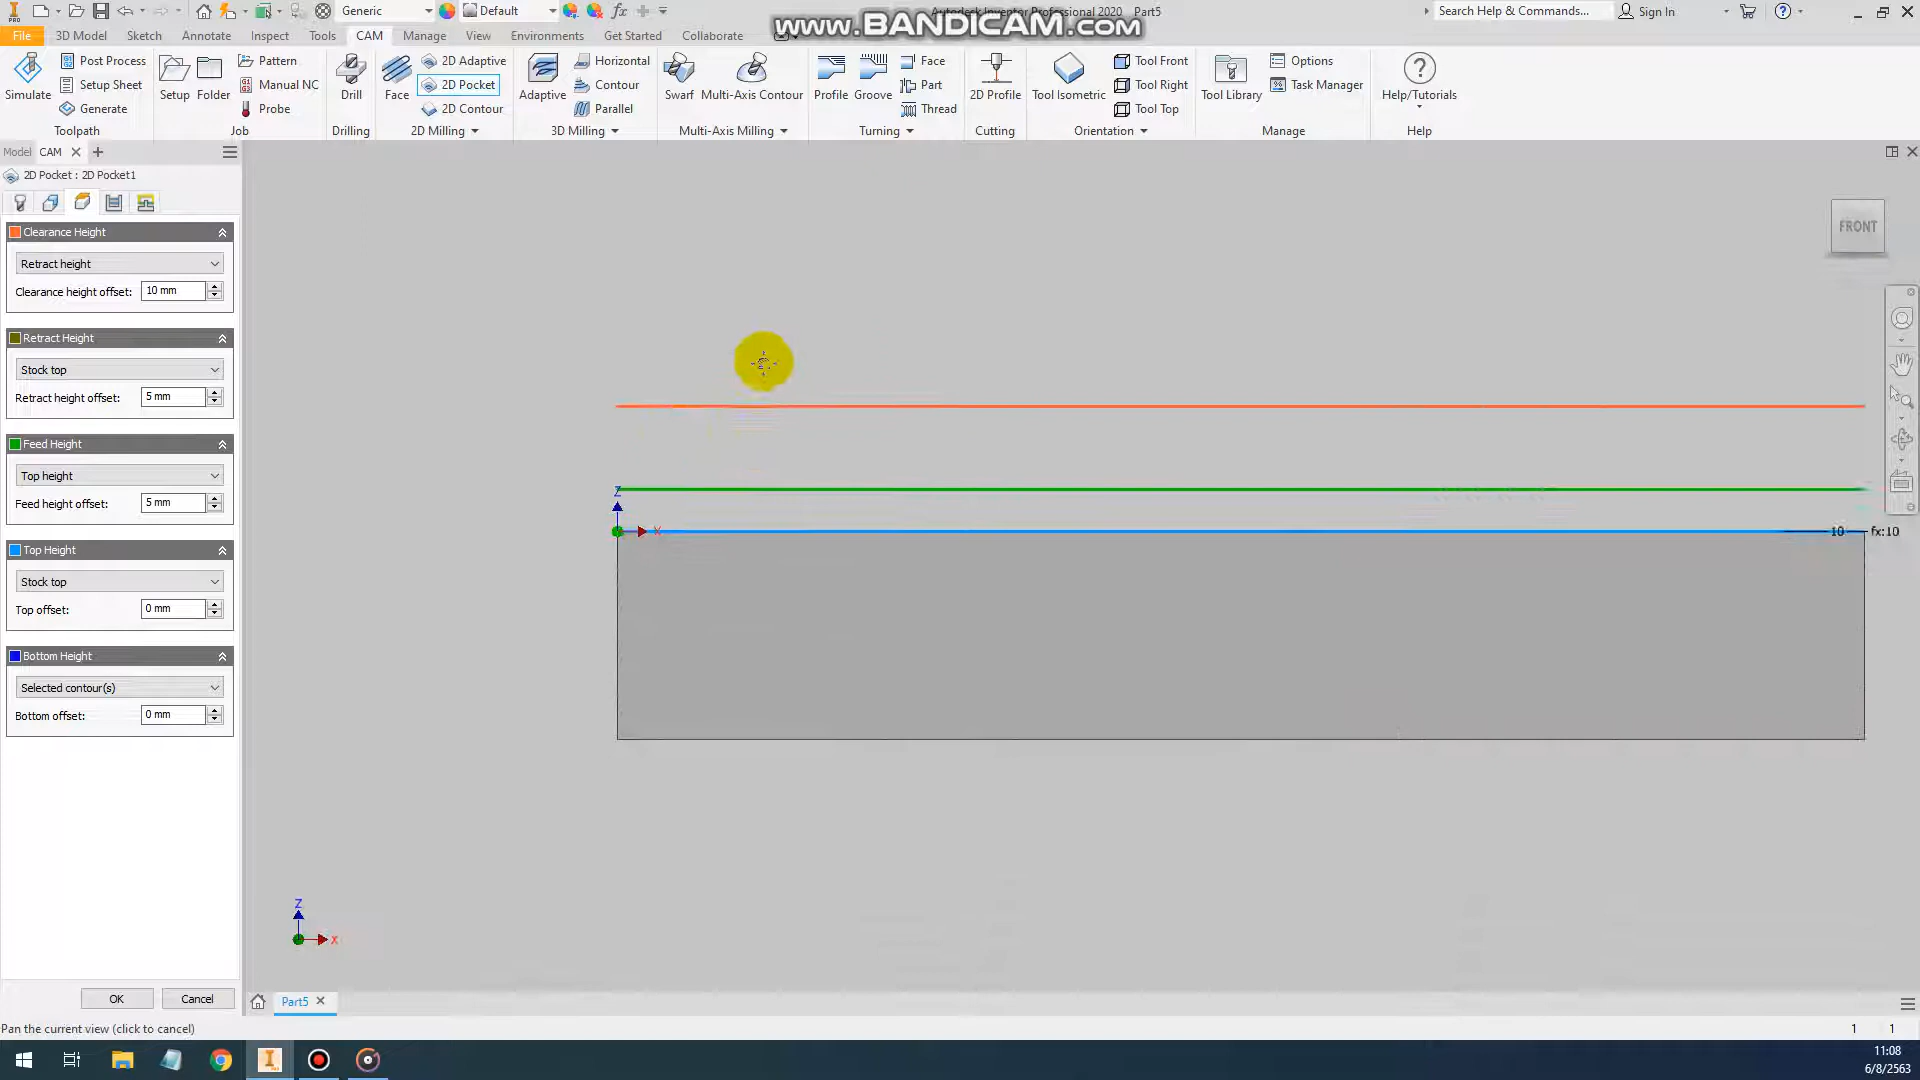 Generic
Default
Autodesk Inventor Professional 2020 Part5
www.BANDICAM.com
Search Help & Commands...
Sign In
File
3D Model
Sketch
Annotate
Inspect
Tools
CAM
Manage
View
Environments
Get Started
Collaborate
Simulate
Post Process
Setup Sheet
Generate
Toolpath
Setup
Folder
Pattern
Manual NC
Probe
Job
Drill
Drilling
Face
2D Adaptive
2D Pocket
2D Contour
2D Milling
Adaptive
Horizontal
Contour
Parallel
3D Milling
Swarf
Multi-Axis Contour
Multi-Axis Milling
Profile
Groove
Face
Part
Thread
Turning
2D Profile
Cutting
Tool Isometric
Tool Front
Tool Right
Tool Top
Orientation
Tool Library
Options
Task Manager
Manage
Help/Tutorials
Help
Model
CAM
2D Pocket : 2D Pocket1
Clearance Height
Retract height
Clearance height offset: 10 mm
Retract Height
Stock top
Retract height offset: 5 mm
Feed Height
Top height
Feed height offset: 5 mm
Top Height
Stock top
Top offset: 0 mm
Bottom Height
Selected contour(s)
Bottom offset: 0 mm
OK
Cancel
FRONT
Z
X
10
fx:10
Z
X
Part5
Pan the current view (click to cancel)
1
1
11:08
6/8/2563